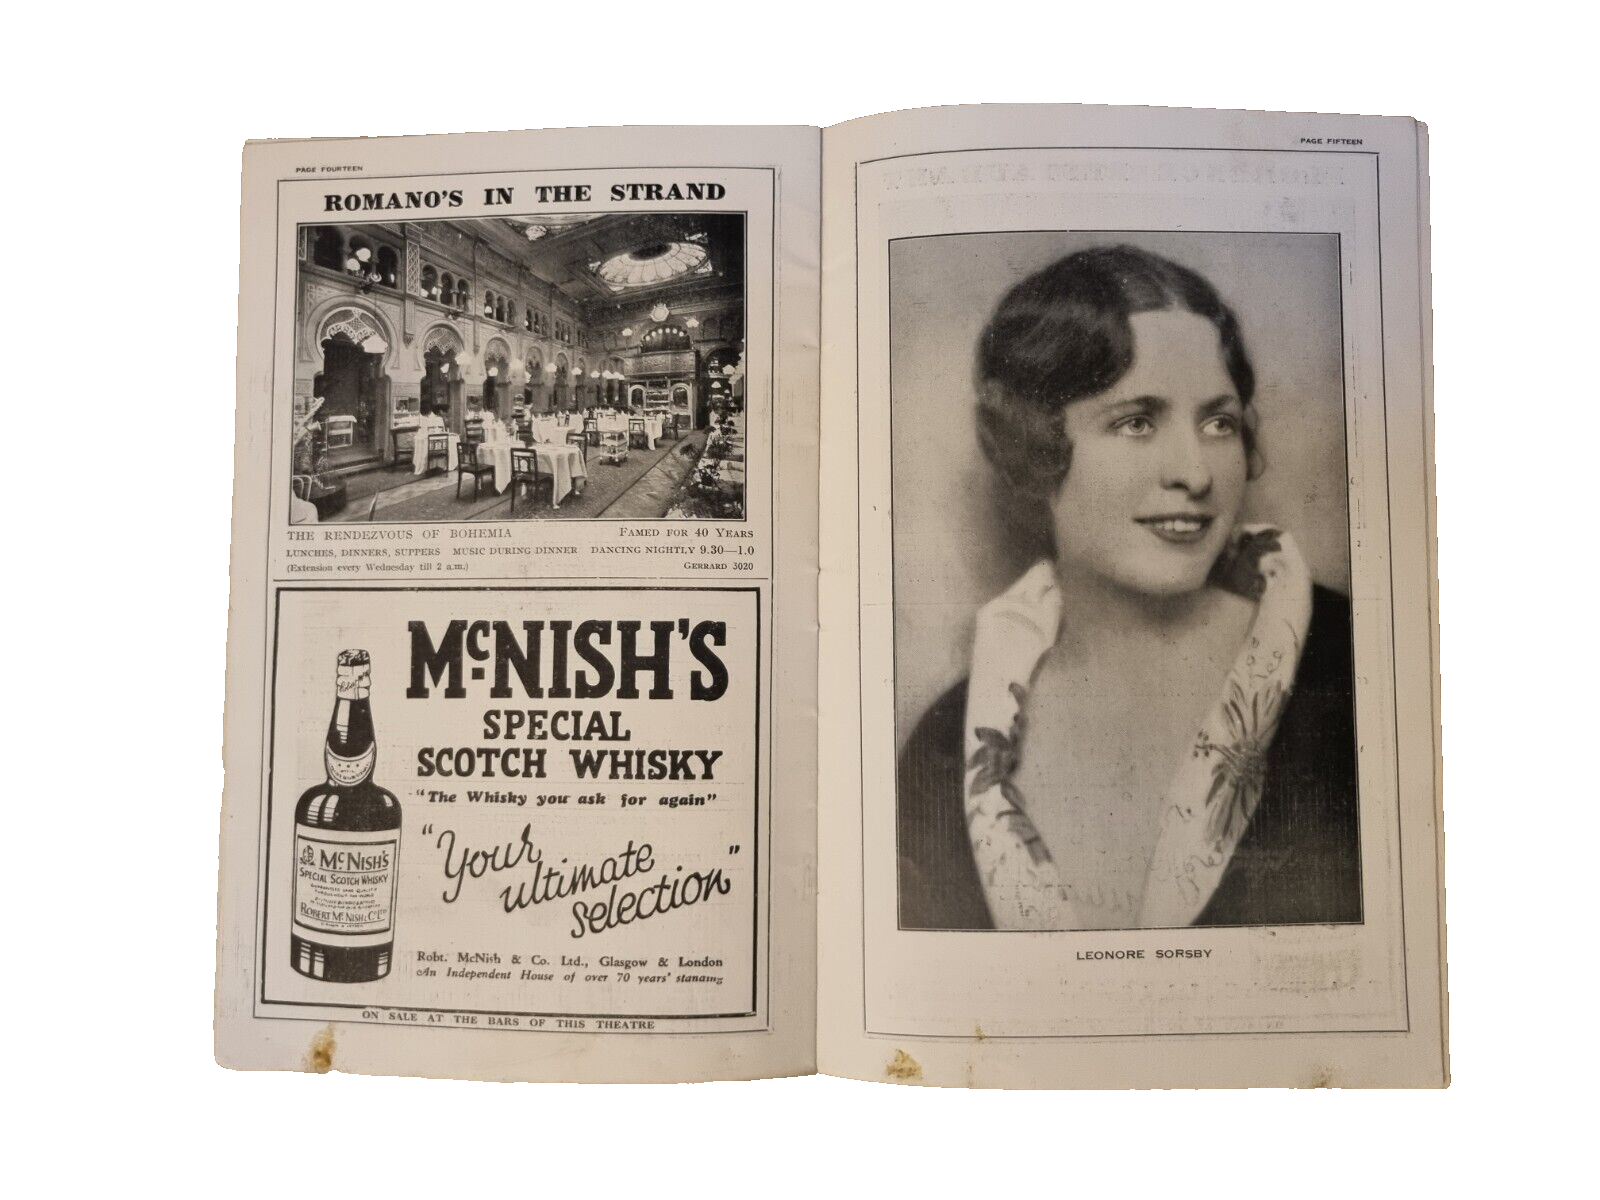 PAGE FOURTEEN
ROMANO'S IN THE STRAND
THE RENDEZVOUS OF BOHEMIA FAMED FOR 40 YEARS
LUNCHES, DINNERS, SUPPERS MUSIC DURING DINNER DANCING NIGHTLY 9.30—1.0
(Extension every Wednesday till 2 a.m.) GERRARD 3020
McNISH'S
SPECIAL
SCOTCH WHISKY
"The Whisky you ask for again"
"Your
ultimate
selection"
McNISH'S
SPECIAL SCOTCH WHISKY
ROBERT McNISH & Co LTD
Robt. McNish & Co. Ltd., Glasgow & London
An Independent House of over 70 years' standing
ON SALE AT THE BARS OF THIS THEATRE
PAGE FIFTEEN
LEONORE SORSBY